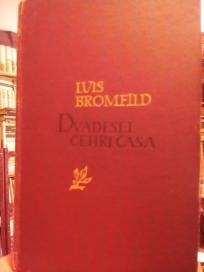 LUIS
BROMFILD
DVADESET
ČETIRI ČASA